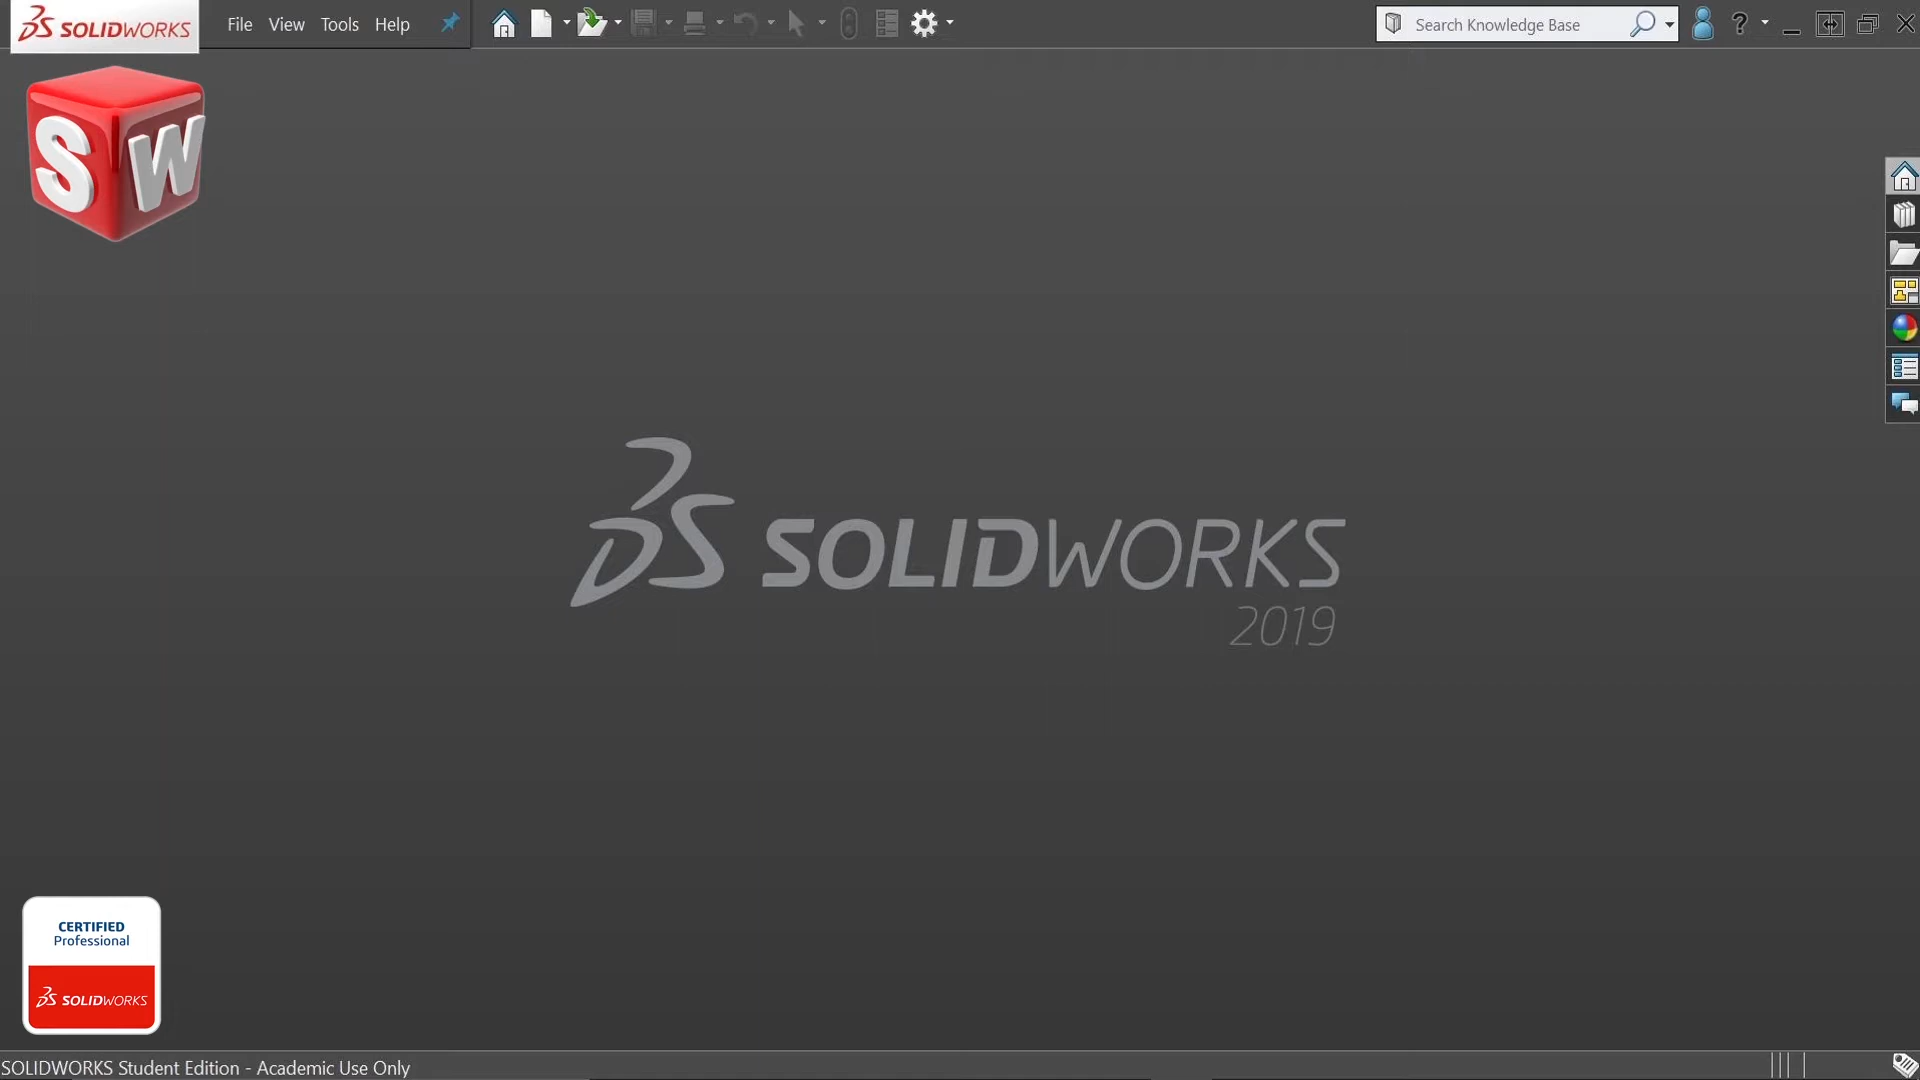 SOLIDWORKS File View Tools Help Search Knowledge Base ?
SW
SOLIDWORKS
2019
CERTIFIED
Professional
SOLIDWORKS
SOLIDWORKS Student Edition - Academic Use Only